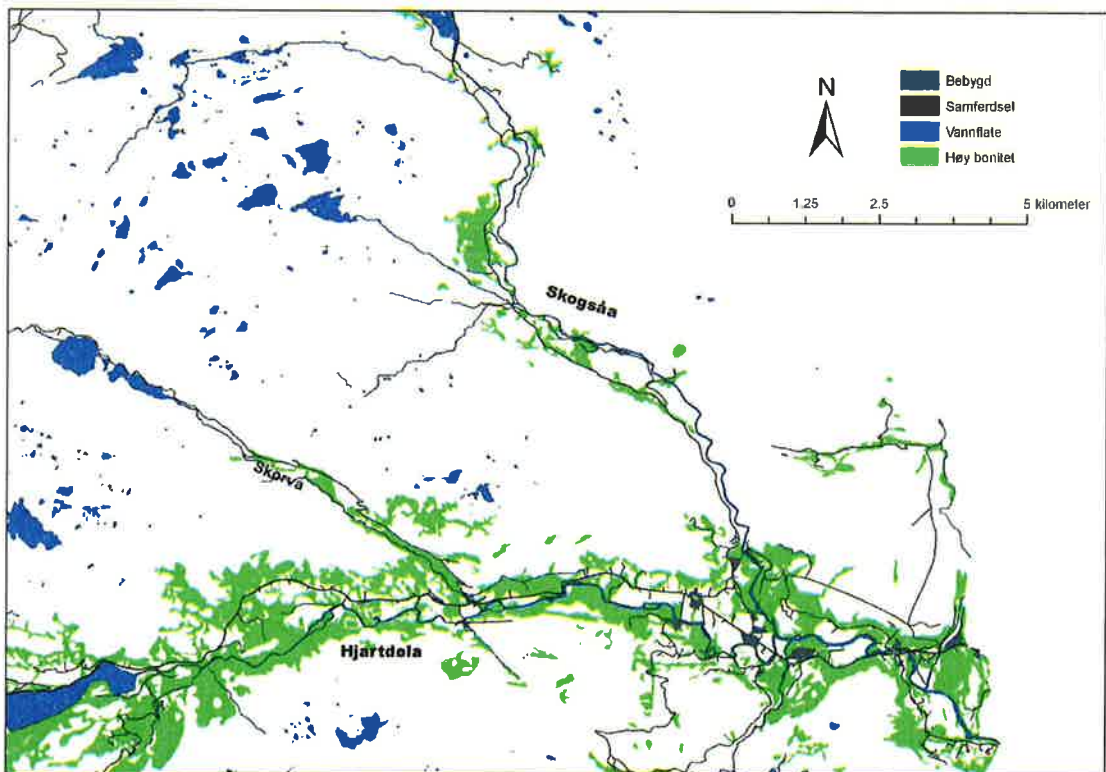 N
Bebygd
Samferdsel
Vannflate
Høy bonitet
0 1.25 2.5 5 kilometer
Skogsåa
Skorva
Hjartdøla